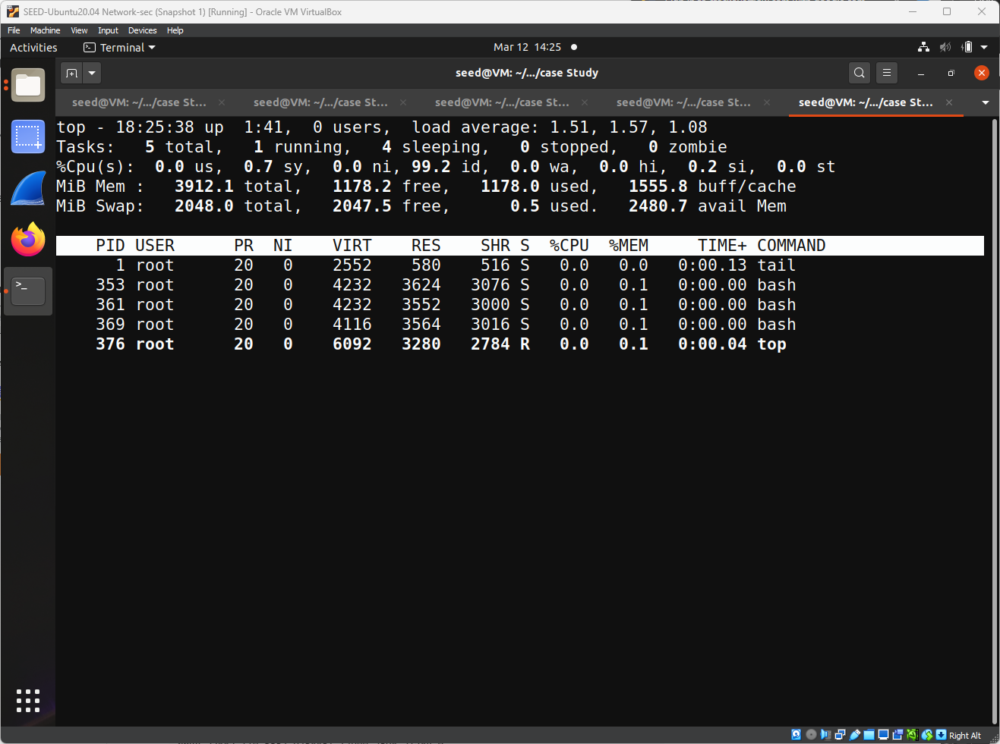 SEED-Ubuntu20.04 Network-sec (Snapshot 1) [Running] - Oracle VM VirtualBox
File Machine View Input Devices Help
Activities Terminal Mar 12 14:25
seed@VM: ~/.../case Study
seed@VM: ~/.../case St... seed@VM: ~/.../case St... seed@VM: ~/.../case St... seed@VM: ~/.../case St... seed@VM: ~/.../case St...
top - 18:25:38 up  1:41,  0 users,  load average: 1.51, 1.57, 1.08
Tasks:   5 total,   1 running,   4 sleeping,   0 stopped,   0 zombie
%Cpu(s):  0.0 us,  0.7 sy,  0.0 ni, 99.2 id,  0.0 wa,  0.0 hi,  0.2 si,  0.0 st
MiB Mem :   3912.1 total,   1178.2 free,   1178.0 used,   1555.8 buff/cache
MiB Swap:   2048.0 total,   2047.5 free,      0.5 used.   2480.7 avail Mem
PID USER      PR  NI    VIRT    RES    SHR S  %CPU  %MEM     TIME+ COMMAND
1 root      20   0    2552    580    516 S   0.0   0.0   0:00.13 tail
353 root      20   0    4232   3624   3076 S   0.0   0.1   0:00.00 bash
361 root      20   0    4232   3552   3000 S   0.0   0.1   0:00.00 bash
369 root      20   0    4116   3564   3016 S   0.0   0.1   0:00.00 bash
376 root      20   0    6092   3280   2784 R   0.0   0.1   0:00.04 top
Right Alt